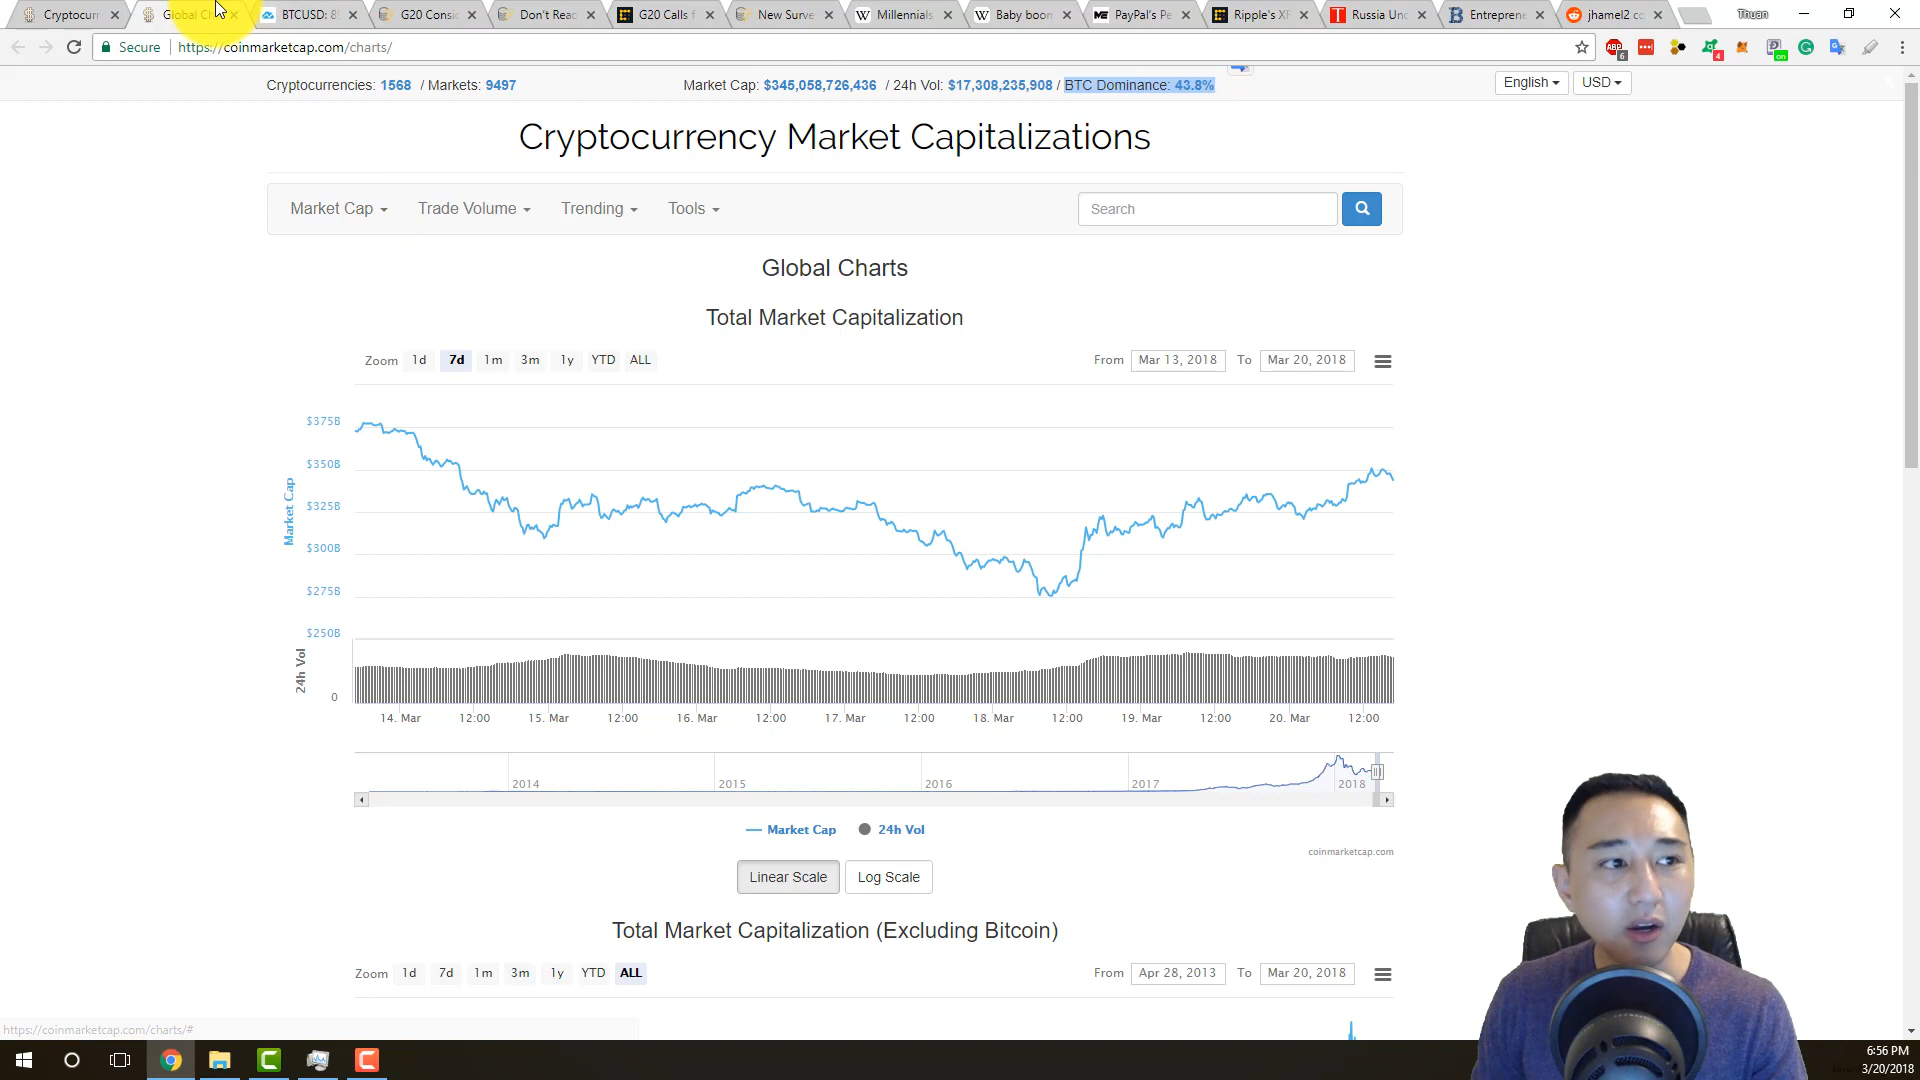 Cryptocurr
Global Ch
BTCUSD: 8
G20 Consi
Don't Reac
G20 Calls f
New Surve
Millennials
Baby boon
PayPal's Pe
Ripple's XF
Russia Unc
Entreprene
jhamel2 co
Thuan
Secure https://coinmarketcap.com/charts/
Cryptocurrencies: 1568 / Markets: 9497
Market Cap: $345,058,726,436 / 24h Vol: $17,308,235,908 / BTC Dominance: 43.8%
English
USD
Cryptocurrency Market Capitalizations
Market Cap
Trade Volume
Trending
Tools
Search
Global Charts
Total Market Capitalization
Zoom 1d 7d 1m 3m 1y YTD ALL
From Mar 13, 2018 To Mar 20, 2018
$375B
$350B
$325B
$300B
$275B
$250B
Market Cap
24h Vol
0
14. Mar 12:00 15. Mar 12:00 16. Mar 12:00 17. Mar 12:00 18. Mar 12:00 19. Mar 12:00 20. Mar 12:00
2014 2015 2016 2017 2018
Market Cap 24h Vol
coinmarketcap.com
Linear Scale
Log Scale
Total Market Capitalization (Excluding Bitcoin)
Zoom 1d 7d 1m 3m 1y YTD ALL
From Apr 28, 2013 To Mar 20, 2018
https://coinmarketcap.com/charts/#
6:56 PM
3/20/2018